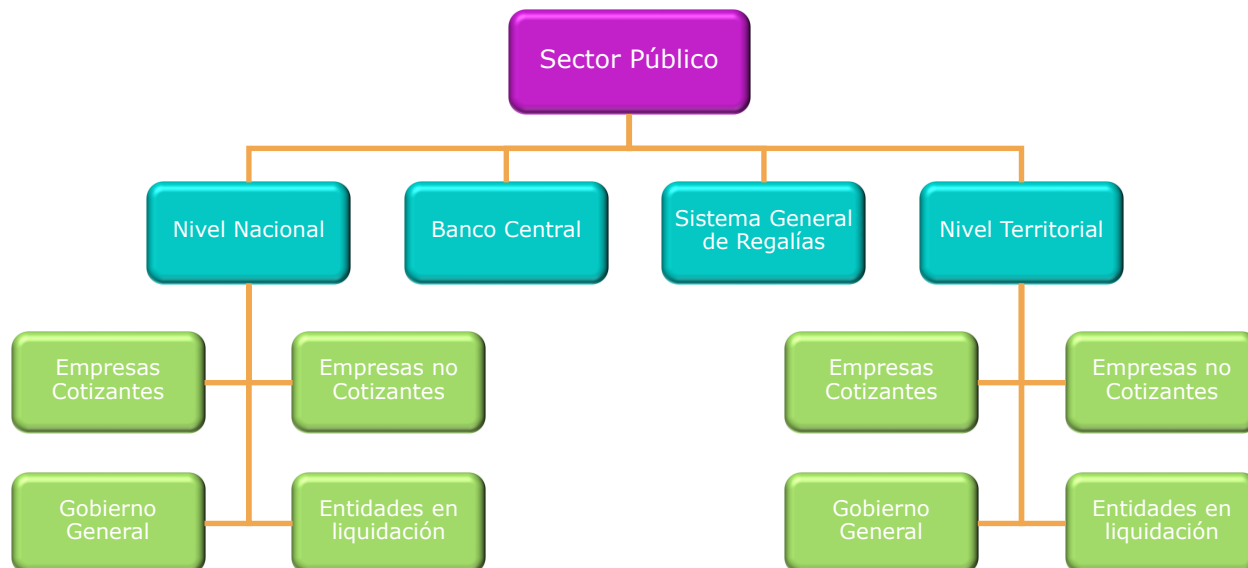 Sector Público
Nivel Nacional
Banco Central
Sistema General
de Regalías
Nivel Territorial
Empresas
Cotizantes
Empresas no
Cotizantes
Empresas
Cotizantes
Empresas no
Cotizantes
Gobierno
General
Entidades en
liquidación
Gobierno
General
Entidades en
liquidación